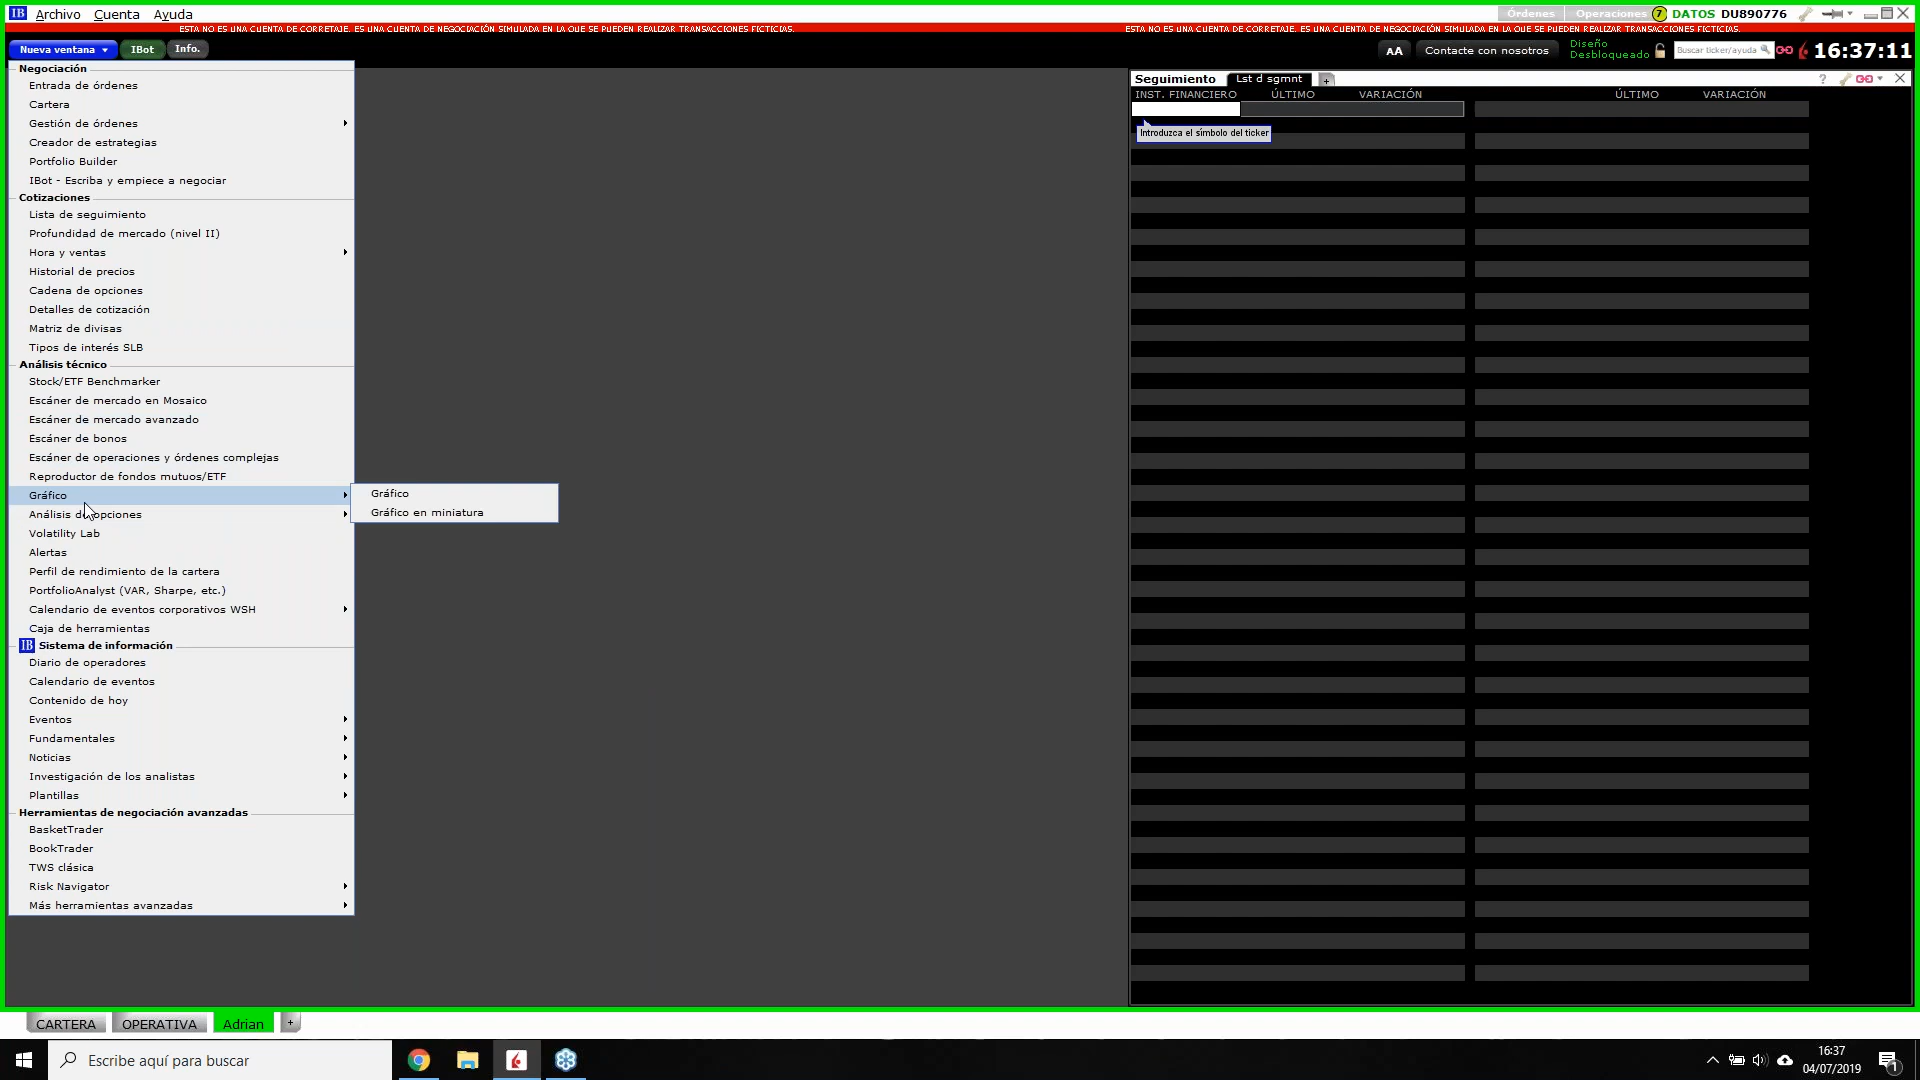 IB Archivo Cuenta Ayuda Órdenes Operaciones 7 DATOS DU890776
ESTA NO ES UNA CUENTA DE CORRETAJE. ES UNA CUENTA DE NEGOCIACIÓN SIMULADA EN LA QUE SE PUEDEN REALIZAR TRANSACCIONES FICTICIAS. ESTA NO ES UNA CUENTA DE CORRETAJE. ES UNA CUENTA DE NEGOCIACIÓN SIMULADA EN LA QUE SE PUEDEN REALIZAR TRANSACCIONES FICTICIAS.
Nueva ventana IBot Info. AA Contacte con nosotros Diseño Desbloqueado Buscar ticker/ayuda 16:37:11
Negociación
Entrada de órdenes
Cartera
Gestión de órdenes
Creador de estrategias
Portfolio Builder
IBot - Escriba y empiece a negociar
Cotizaciones
Lista de seguimiento
Profundidad de mercado (nivel II)
Hora y ventas
Historial de precios
Cadena de opciones
Detalles de cotización
Matriz de divisas
Tipos de interés SLB
Análisis técnico
Stock/ETF Benchmarker
Escáner de mercado en Mosaico
Escáner de mercado avanzado
Escáner de bonos
Escáner de operaciones y órdenes complejas
Reproductor de fondos mutuos/ETF
Gráfico
Análisis de opciones
Volatility Lab
Alertas
Perfil de rendimiento de la cartera
PortfolioAnalyst (VAR, Sharpe, etc.)
Calendario de eventos corporativos WSH
Caja de herramientas
IB Sistema de información
Diario de operadores
Calendario de eventos
Contenido de hoy
Eventos
Fundamentales
Noticias
Investigación de los analistas
Plantillas
Herramientas de negociación avanzadas
BasketTrader
BookTrader
TWS clásica
Risk Navigator
Más herramientas avanzadas
Gráfico
Gráfico en miniatura
Seguimiento Lst d sgmnt + ?
INST. FINANCIERO ÚLTIMO VARIACIÓN ÚLTIMO VARIACIÓN
Introduzca el símbolo del ticker
CARTERA OPERATIVA Adrian +
Escribe aquí para buscar
16:37
04/07/2019
1